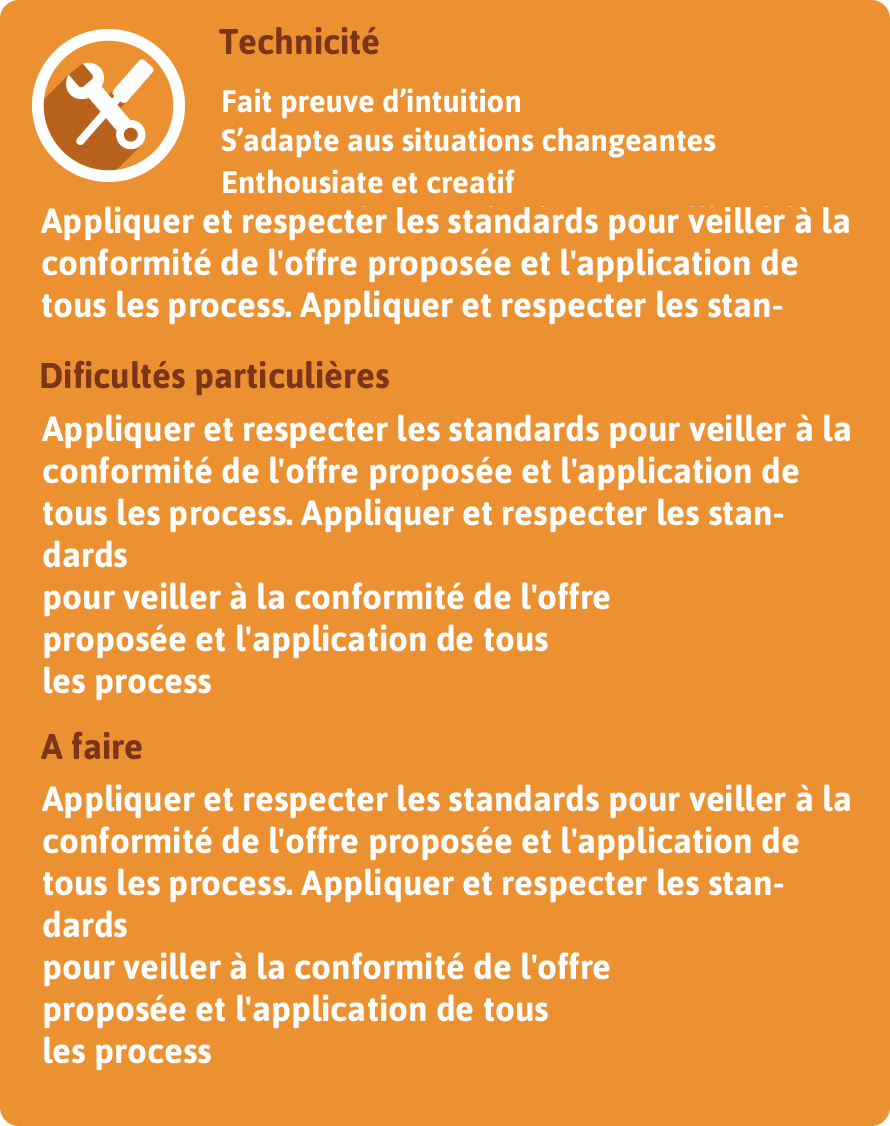 Technicité
Fait preuve d’intuition
S’adapte aus situations changeantes
Enthousiate et creatif
Appliquer et respecter les standards pour veiller à la
conformité de l'offre proposée et l'application de
tous les process. Appliquer et respecter les stan-
Dificultés particulières
Appliquer et respecter les standards pour veiller à la
conformité de l'offre proposée et l'application de
tous les process. Appliquer et respecter les stan-
dards
pour veiller à la conformité de l'offre
proposée et l'application de tous
les process
A faire
Appliquer et respecter les standards pour veiller à la
conformité de l'offre proposée et l'application de
tous les process. Appliquer et respecter les stan-
dards
pour veiller à la conformité de l'offre
proposée et l'application de tous
les process